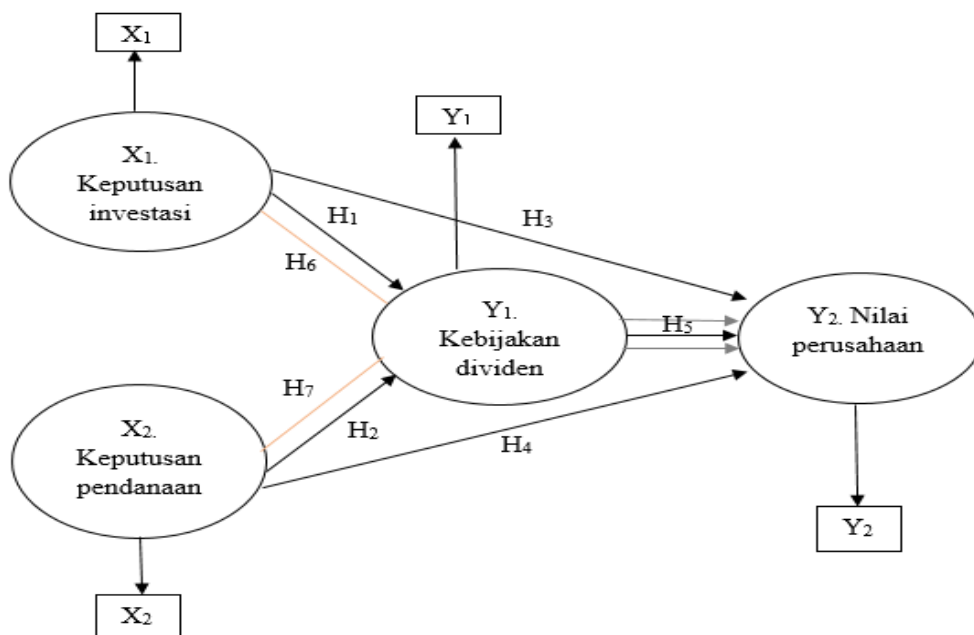 X₁
Y₁
X₁.
Keputusan
investasi
H₁
H₃
H₆
Y₁.
Kebijakan
dividen
H₅
Y₂. Nilai
perusahaan
H₇
H₂
H₄
X₂.
Keputusan
pendanaan
Y₂
X₂